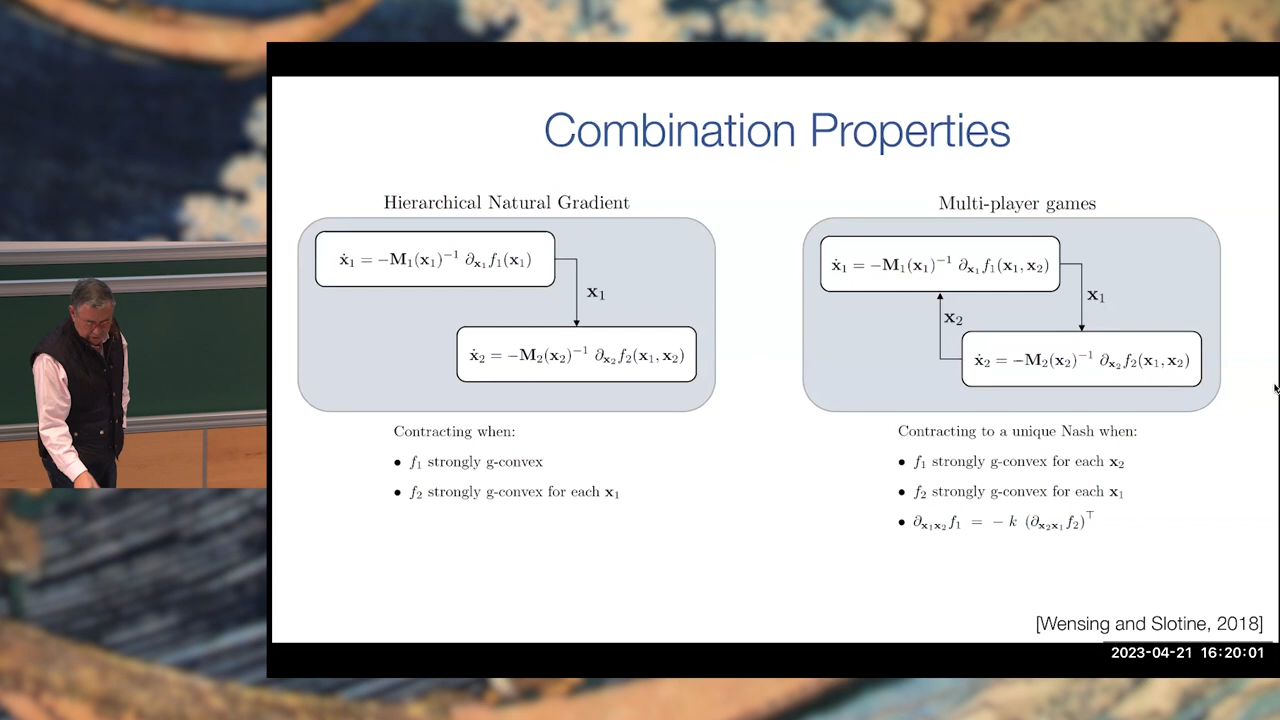 Combination Properties
Hierarchical Natural Gradient
ẋ₁ = −M₁(x₁)⁻¹ ∂ₓ₁f₁(x₁)
x₁
ẋ₂ = −M₂(x₂)⁻¹ ∂ₓ₂f₂(x₁, x₂)
Contracting when:
• f₁ strongly g-convex
• f₂ strongly g-convex for each x₁
Multi-player games
ẋ₁ = −M₁(x₁)⁻¹ ∂ₓ₁f₁(x₁, x₂)
x₁
x₂
ẋ₂ = −M₂(x₂)⁻¹ ∂ₓ₂f₂(x₁, x₂)
Contracting to a unique Nash when:
• f₁ strongly g-convex for each x₂
• f₂ strongly g-convex for each x₁
• ∂ₓ₁ₓ₂f₁ = − k (∂ₓ₂ₓ₁f₂)ᵀ
[Wensing and Slotine, 2018]
2023-04-21 16:20:01